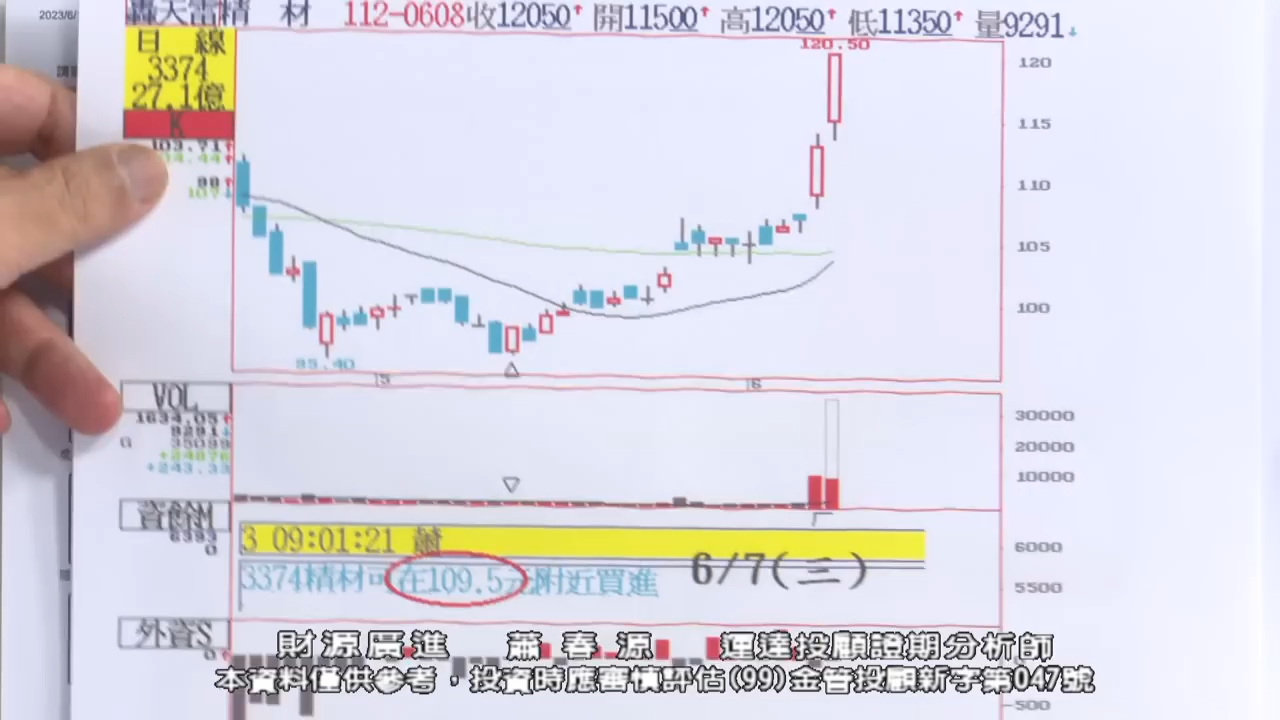 2023/6/
轟天雷精 材 112-0608收12050↑ 開11500↑ 高12050↑ 低11350↑ 量9291↓
日 線
3374
27.1億
K
103.71↑
98↑
107↓
120.50
120
115
110
105
100
95.40
5
6
VOL
1634.05↑
9291↓
G 35099
+24876
+243.33
30000
20000
10000
資餘M
6393
0
6000
5500
3 09:01:21 蕭
3374精材可在109.5元附近買進
6/7(三)
外資S
0
-500
財源廣進 蕭春源 運達投顧證期分析師
本資料僅供參考，投資時應審慎評估(99)金管投顧新字第047號